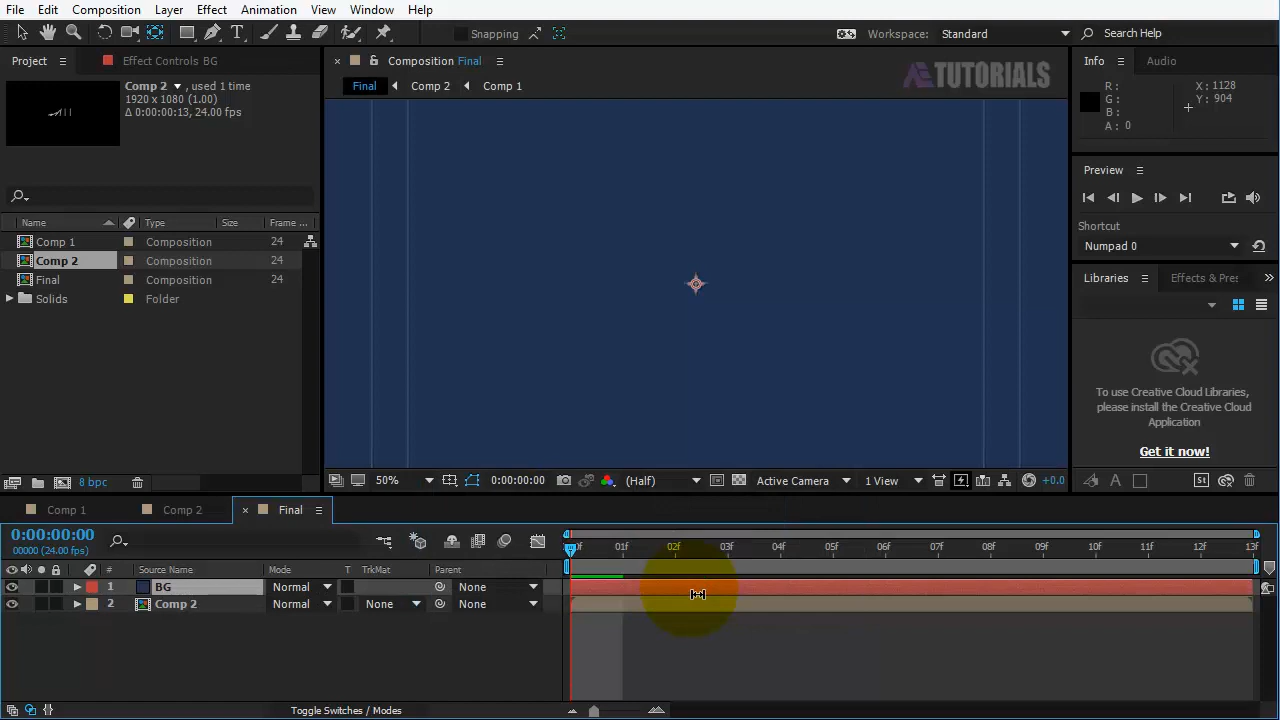 File Edit Composition Layer Effect Animation View Window Help
Snapping Workspace: Standard Search Help
Project Effect Controls BG Composition Final Info Audio
Comp 2 , used 1 time
1920 x 1080 (1.00)
Δ 0:00:00:13, 24.00 fps
Final Comp 2 Comp 1
AE TUTORIALS
R : X : 1128
G : Y : 904
B :
A : 0
Preview
Shortcut
Numpad 0
Name Type Size Frame ...
Comp 1 Composition 24
Comp 2 Composition 24
Final Composition 24
Solids Folder
Libraries Effects & Pres
To use Creative Cloud Libraries,
please install the Creative Cloud
Application
Get it now!
8 bpc 50% 0:00:00:00 (Half) Active Camera 1 View +0.0 St
Comp 1 Comp 2 Final
0:00:00:00
00000 (24.00 fps)
0f 01f 02f 03f 04f 05f 06f 07f 08f 09f 10f 11f 12f 13f
# Source Name Mode T TrkMat Parent
1 BG Normal None
2 Comp 2 Normal None None
Toggle Switches / Modes